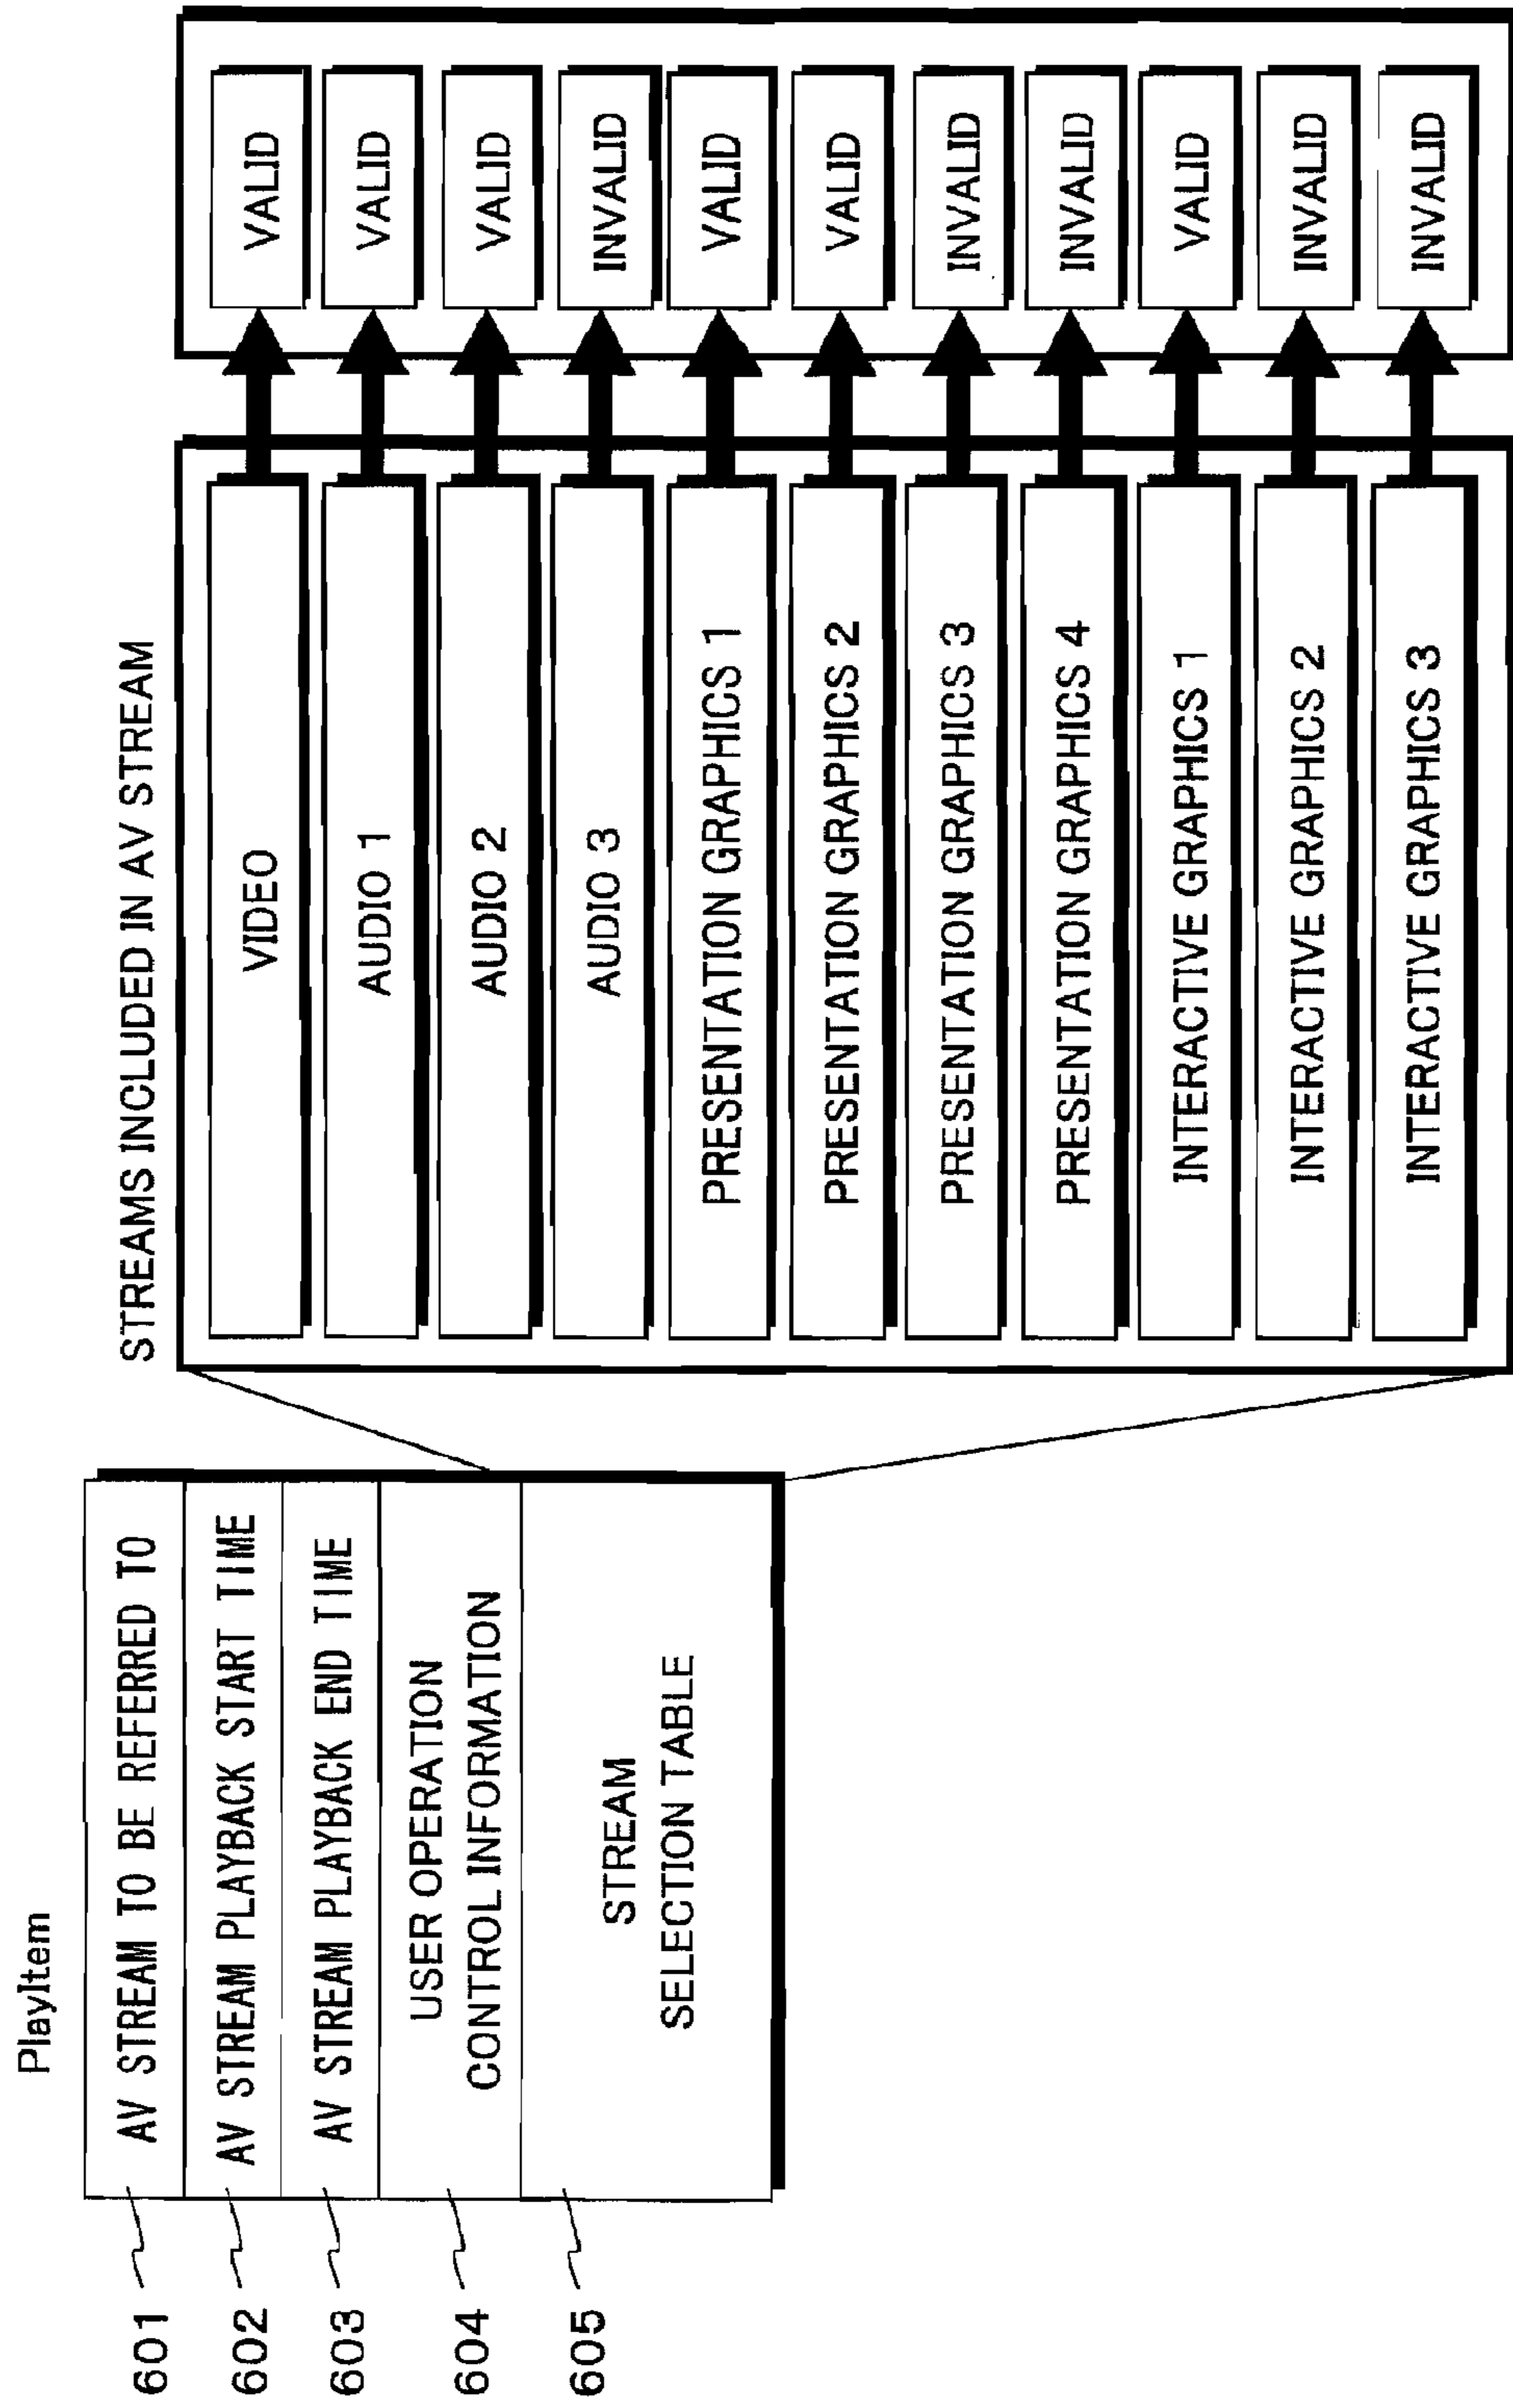 PlayItem
601
AV STREAM TO BE REFERRED TO
602
AV STREAM PLAYBACK START TIME
603
AV STREAM PLAYBACK END TIME
604
USER OPERATION
CONTROL INFORMATION
605
STREAM
SELECTION TABLE
STREAMS INCLUDED IN AV STREAM
VIDEO
VALID
AUDIO 1
VALID
AUDIO 2
VALID
AUDIO 3
INVALID
PRESENTATION GRAPHICS 1
VALID
PRESENTATION GRAPHICS 2
VALID
PRESENTATION GRAPHICS 3
INVALID
PRESENTATION GRAPHICS 4
INVALID
INTERACTIVE GRAPHICS 1
VALID
INTERACTIVE GRAPHICS 2
INVALID
INTERACTIVE GRAPHICS 3
INVALID